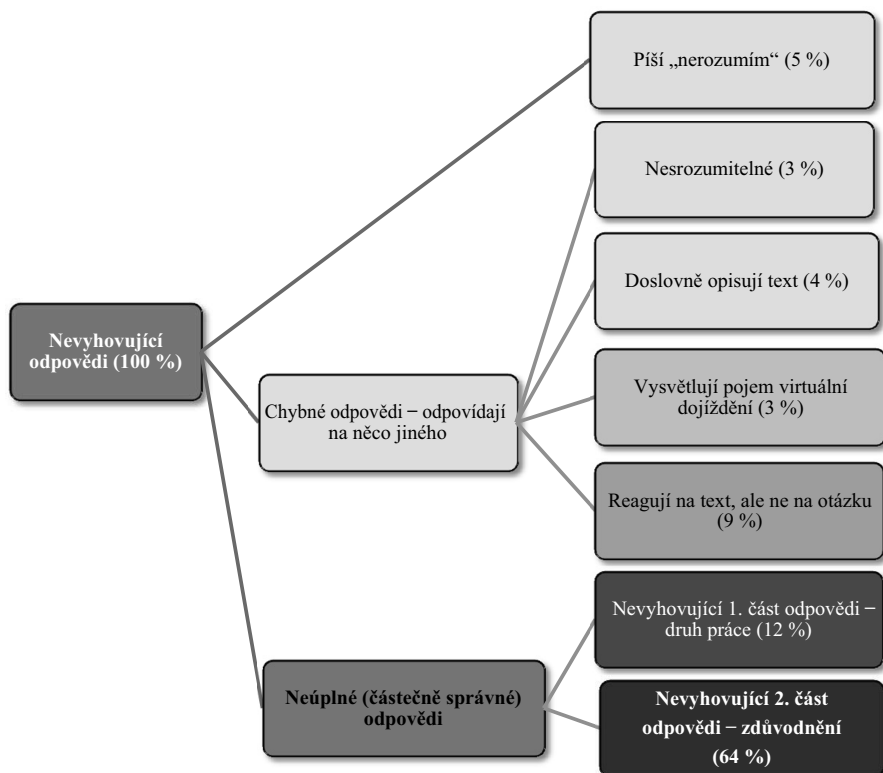 Píší „nerozumím“ (5 %)
Nesrozumitelné (3 %)
Doslovně opisují text (4 %)
Nevyhovující
odpovědi (100 %)
Vysvětlují pojem virtuální
dojíždění (3 %)
Chybné odpovědi − odpovídají
na něco jiného
Reagují na text, ale ne na otázku
(9 %)
Nevyhovující 1. část odpovědi −
druh práce (12 %)
Neúplné (částečně správné)
odpovědi
Nevyhovující 2. část
odpovědi − zdůvodnění
(64 %)